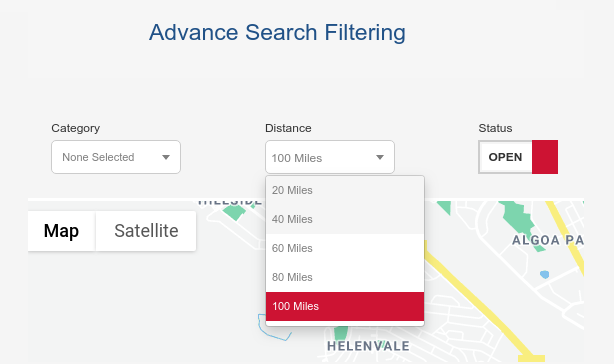 Advance Search Filtering
Category
Distance
Status
None Selected
100 Miles
OPEN
20 Miles
40 Miles
60 Miles
80 Miles
100 Miles
Map
Satellite
ALGOA PA
HELENVALE